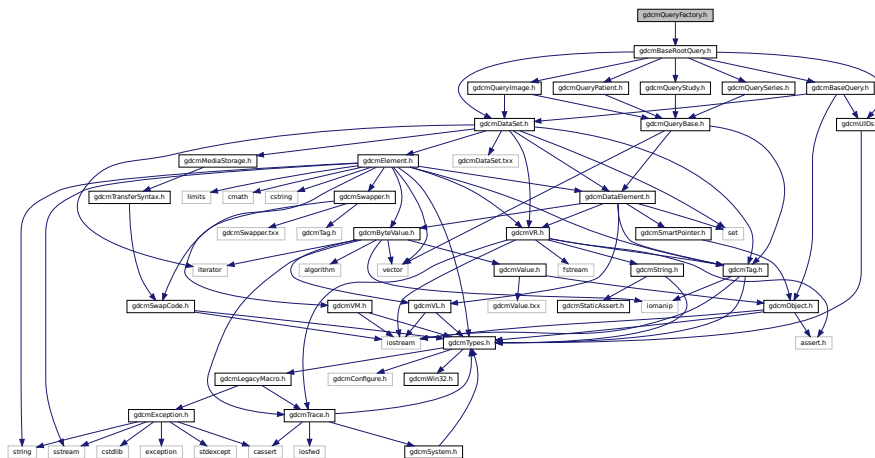 gdcmQueryFactory.h
gdcmBaseRootQuery.h
gdcmQueryImage.h
gdcmQueryPatient.h
gdcmQueryStudy.h
gdcmQuerySeries.h
gdcmBaseQuery.h
gdcmDataSet.h
gdcmQueryBase.h
gdcmUIDs
gdcmMediaStorage.h
gdcmElement.h
gdcmDataSet.txx
gdcmTransferSyntax.h
limits
cmath
cstring
gdcmSwapper.h
gdcmDataElement.h
gdcmSwapper.txx
gdcmTag.h
gdcmByteValue.h
gdcmVR.h
gdcmSmartPointer.h
set
iterator
algorithm
vector
gdcmValue.h
fstream
gdcmString.h
gdcmTag.h
gdcmSwapCode.h
gdcmVM.h
gdcmVL.h
gdcmValue.txx
gdcmStaticAssert.h
iomanip
gdcmObject.h
iostream
gdcmTypes.h
assert.h
gdcmLegacyMacro.h
gdcmConfigure.h
gdcmWin32.h
gdcmException.h
gdcmTrace.h
string
sstream
cstdlib
exception
stdexcept
cassert
iosfwd
gdcmSystem.h